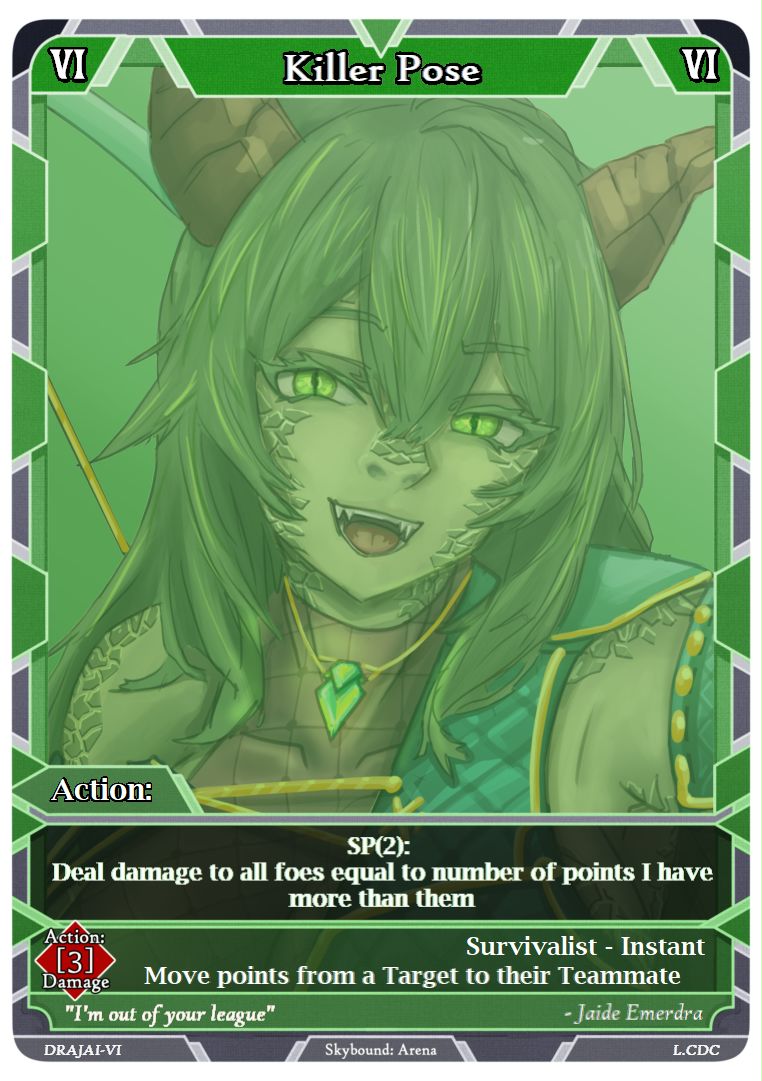 VI
Killer Pose
VI
Action:
SP(2):
Deal damage to all foes equal to number of points I have
more than them
Action:
[3]
Damage
Survivalist - Instant
Move points from a Target to their Teammate
"I'm out of your league"
- Jaide Emerdra
DRAJAI-VI
Skybound: Arena
L.CDC